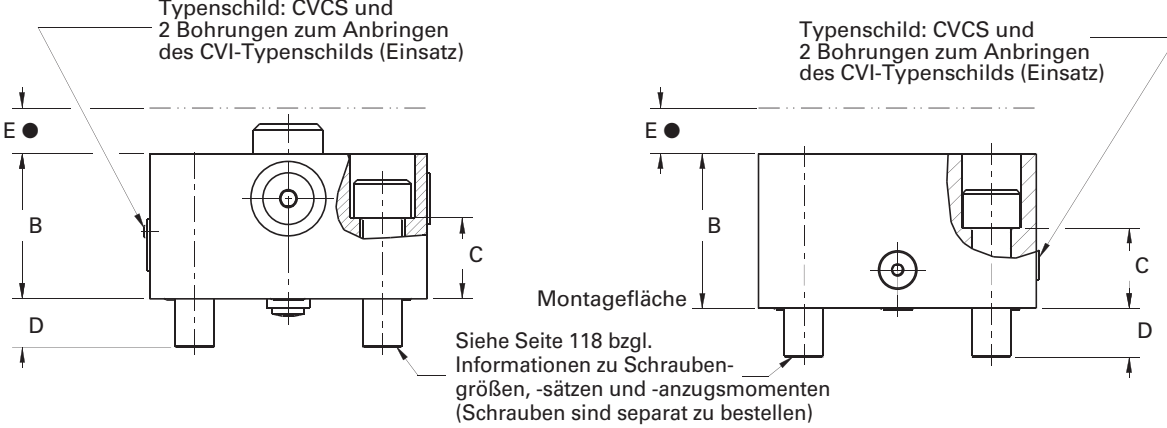 Typenschild: CVCS und
2 Bohrungen zum Anbringen
des CVI-Typenschilds (Einsatz)
Typenschild: CVCS und
2 Bohrungen zum Anbringen
des CVI-Typenschilds (Einsatz)
E ●
E ●
B
C
D
B
C
D
Montagefläche
Siehe Seite 118 bzgl.
Informationen zu Schrauben-
größen, -sätzen und -anzugsmomenten
(Schrauben sind separat zu bestellen)